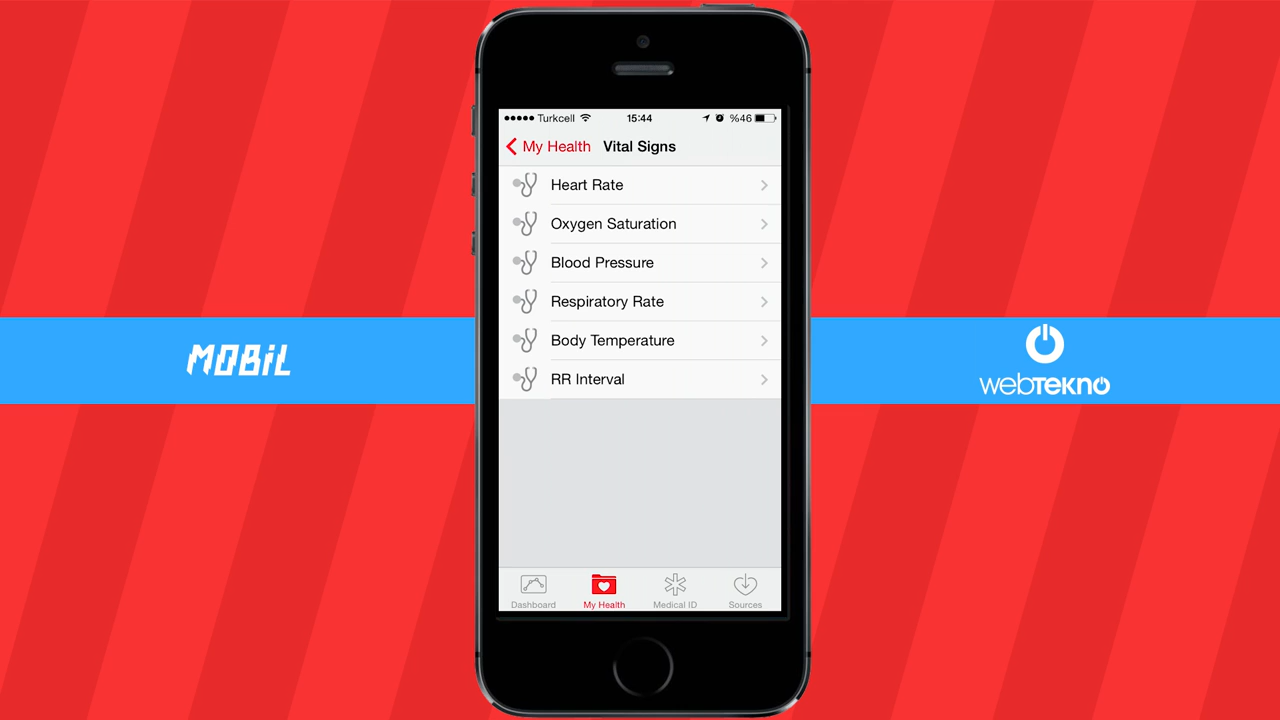 Turkcell 15:44 %46
My Health Vital Signs
Heart Rate
Oxygen Saturation
Blood Pressure
Respiratory Rate
Body Temperature
RR Interval
Dashboard My Health Medical ID Sources
MOBİL
webTEKNO